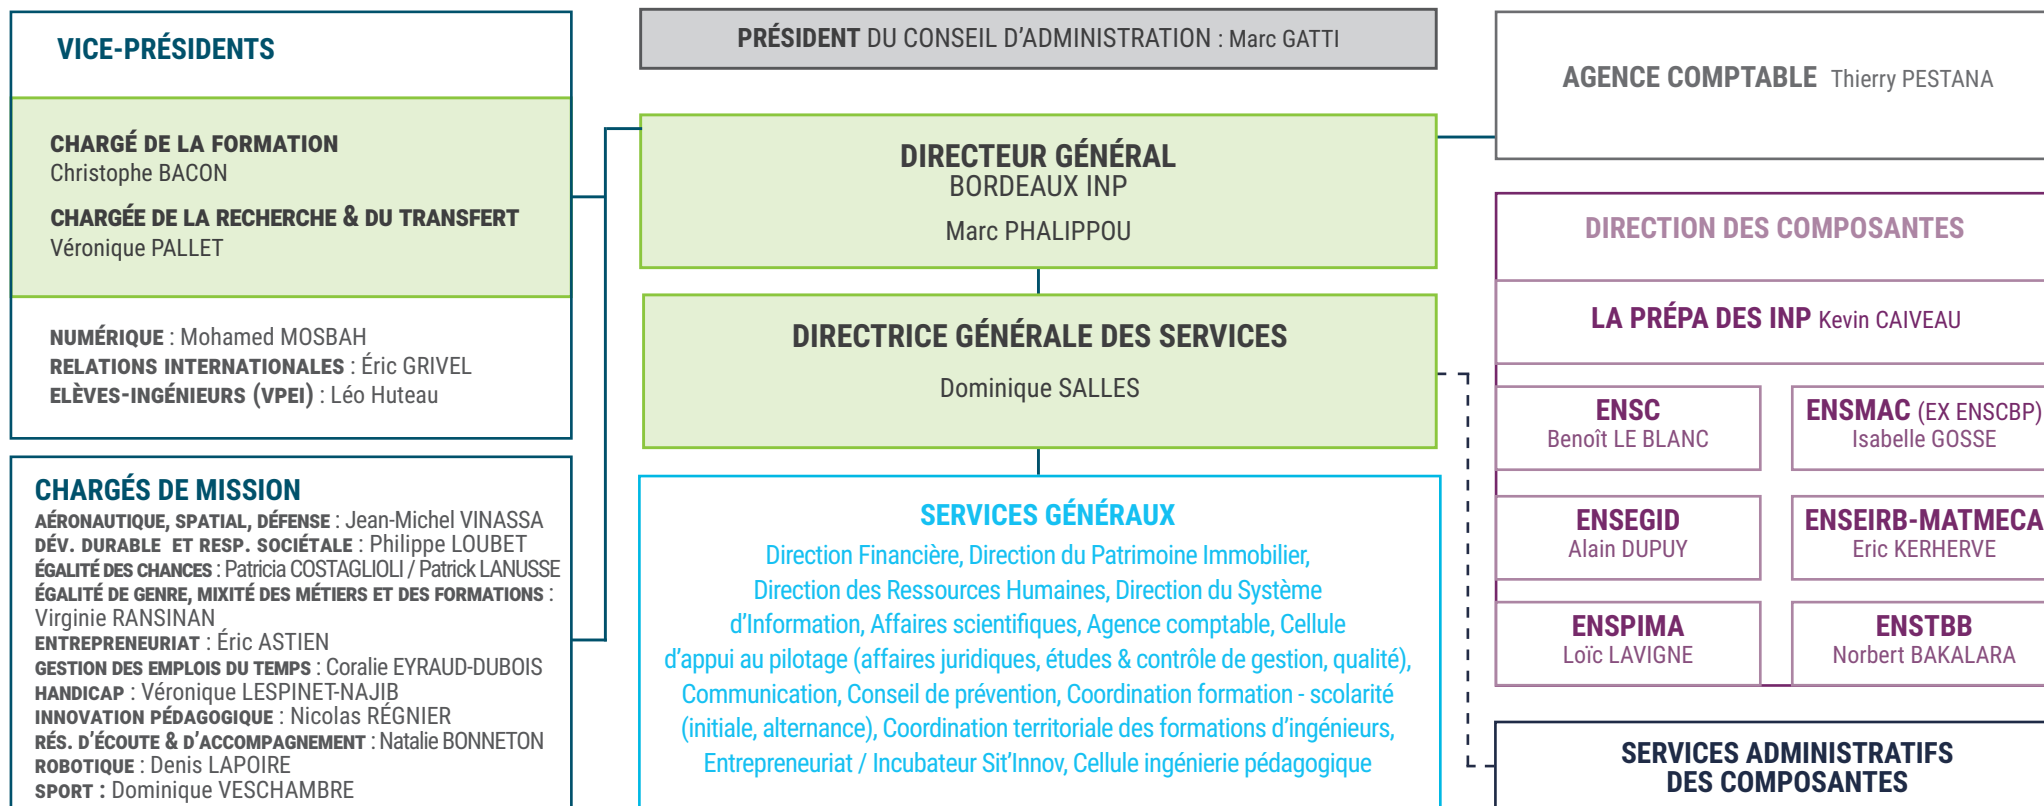 VICE-PRÉSIDENTS
CHARGÉ DE LA FORMATION
Christophe BACON
CHARGÉE DE LA RECHERCHE & DU TRANSFERT
Véronique PALLET
NUMÉRIQUE : Mohamed MOSBAH
RELATIONS INTERNATIONALES : Éric GRIVEL
ELÈVES-INGÉNIEURS (VPEI) : Léo Huteau
CHARGÉS DE MISSION
AÉRONAUTIQUE, SPATIAL, DÉFENSE : Jean-Michel VINASSA
DÉV. DURABLE ET RESP. SOCIÉTALE : Philippe LOUBET
ÉGALITÉ DES CHANCES : Patricia COSTAGLIOLI / Patrick LANUSSE
ÉGALITÉ DE GENRE, MIXITÉ DES MÉTIERS ET DES FORMATIONS :
Virginie RANSINAN
ENTREPRENEURIAT : Éric ASTIEN
GESTION DES EMPLOIS DU TEMPS : Coralie EYRAUD-DUBOIS
HANDICAP : Véronique LESPINET-NAJIB
INNOVATION PÉDAGOGIQUE : Nicolas RÉGNIER
RÉS. D'ÉCOUTE & D'ACCOMPAGNEMENT : Natalie BONNETON
ROBOTIQUE : Denis LAPOIRE
SPORT : Dominique VESCHAMBRE
PRÉSIDENT DU CONSEIL D'ADMINISTRATION : Marc GATTI
DIRECTEUR GÉNÉRAL
BORDEAUX INP
Marc PHALIPPOU
DIRECTRICE GÉNÉRALE DES SERVICES
Dominique SALLES
SERVICES GÉNÉRAUX
Direction Financière, Direction du Patrimoine Immobilier,
Direction des Ressources Humaines, Direction du Système
d'Information, Affaires scientifiques, Agence comptable, Cellule
d'appui au pilotage (affaires juridiques, études & contrôle de gestion, qualité),
Communication, Conseil de prévention, Coordination formation - scolarité
(initiale, alternance), Coordination territoriale des formations d'ingénieurs,
Entrepreneuriat / Incubateur Sit'Innov, Cellule ingénierie pédagogique
AGENCE COMPTABLE Thierry PESTANA
DIRECTION DES COMPOSANTES
LA PRÉPA DES INP Kevin CAIVEAU
ENSC
Benoît LE BLANC
ENSMAC (EX ENSCBP)
Isabelle GOSSE
ENSEGID
Alain DUPUY
ENSEIRB-MATMECA
Eric KERHERVE
ENSPIMA
Loïc LAVIGNE
ENSTBB
Norbert BAKALARA
SERVICES ADMINISTRATIFS
DES COMPOSANTES